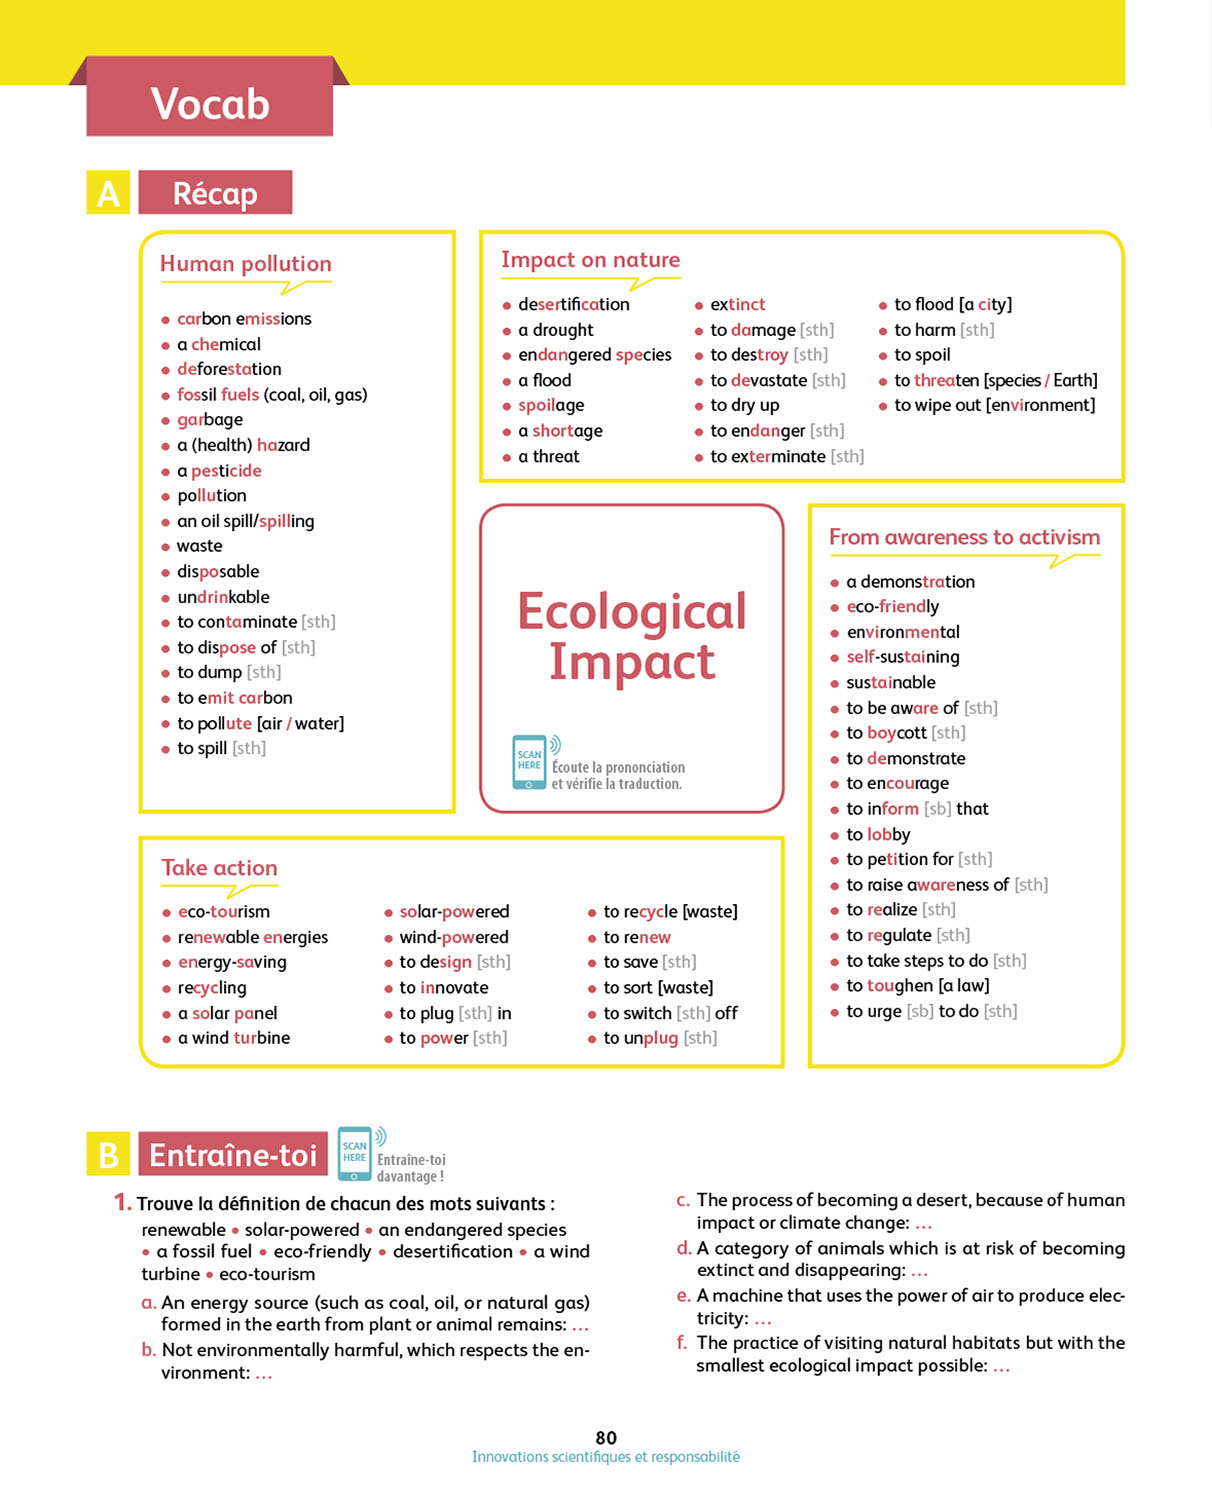 Vocab
A
Récap
Human pollution
carbon emissions
a chemical
deforestation
fossil fuels (coal, oil, gas)
garbage
a (health) hazard
a pesticide
pollution
an oil spill/spilling
waste
disposable
undrinkable
to contaminate [sth]
to dispose of [sth]
to dump [sth]
to emit carbon
to pollute [air / water]
to spill [sth]
Impact on nature
desertification
a drought
endangered species
a flood
spoilage
a shortage
a threat
extinct
to damage [sth]
to destroy [sth]
to devastate [sth]
to dry up
to endanger [sth]
to exterminate [sth]
to flood [a city]
to harm [sth]
to spoil
to threaten [species / Earth]
to wipe out [environment]
Ecological
Impact
SCAN
HERE
Écoute la prononciation
et vérifie la traduction.
From awareness to activism
a demonstration
eco-friendly
environmental
self-sustaining
sustainable
to be aware of [sth]
to boycott [sth]
to demonstrate
to encourage
to inform [sb] that
to lobby
to petition for [sth]
to raise awareness of [sth]
to realize [sth]
to regulate [sth]
to take steps to do [sth]
to toughen [a law]
to urge [sb] to do [sth]
Take action
eco-tourism
renewable energies
energy-saving
recycling
a solar panel
a wind turbine
solar-powered
wind-powered
to design [sth]
to innovate
to plug [sth] in
to power [sth]
to recycle [waste]
to renew
to save [sth]
to sort [waste]
to switch [sth] off
to unplug [sth]
B
Entraîne-toi
SCAN
HERE
Entraîne-toi
davantage !
1. Trouve la définition de chacun des mots suivants :
renewable • solar-powered • an endangered species
• a fossil fuel • eco-friendly • desertification • a wind
turbine • eco-tourism
a. An energy source (such as coal, oil, or natural gas)
formed in the earth from plant or animal remains: ...
b. Not environmentally harmful, which respects the en-
vironment: ...
c. The process of becoming a desert, because of human
impact or climate change: ...
d. A category of animals which is at risk of becoming
extinct and disappearing: ...
e. A machine that uses the power of air to produce elec-
tricity: ...
f. The practice of visiting natural habitats but with the
smallest ecological impact possible: ...
80
Innovations scientifiques et responsabilité